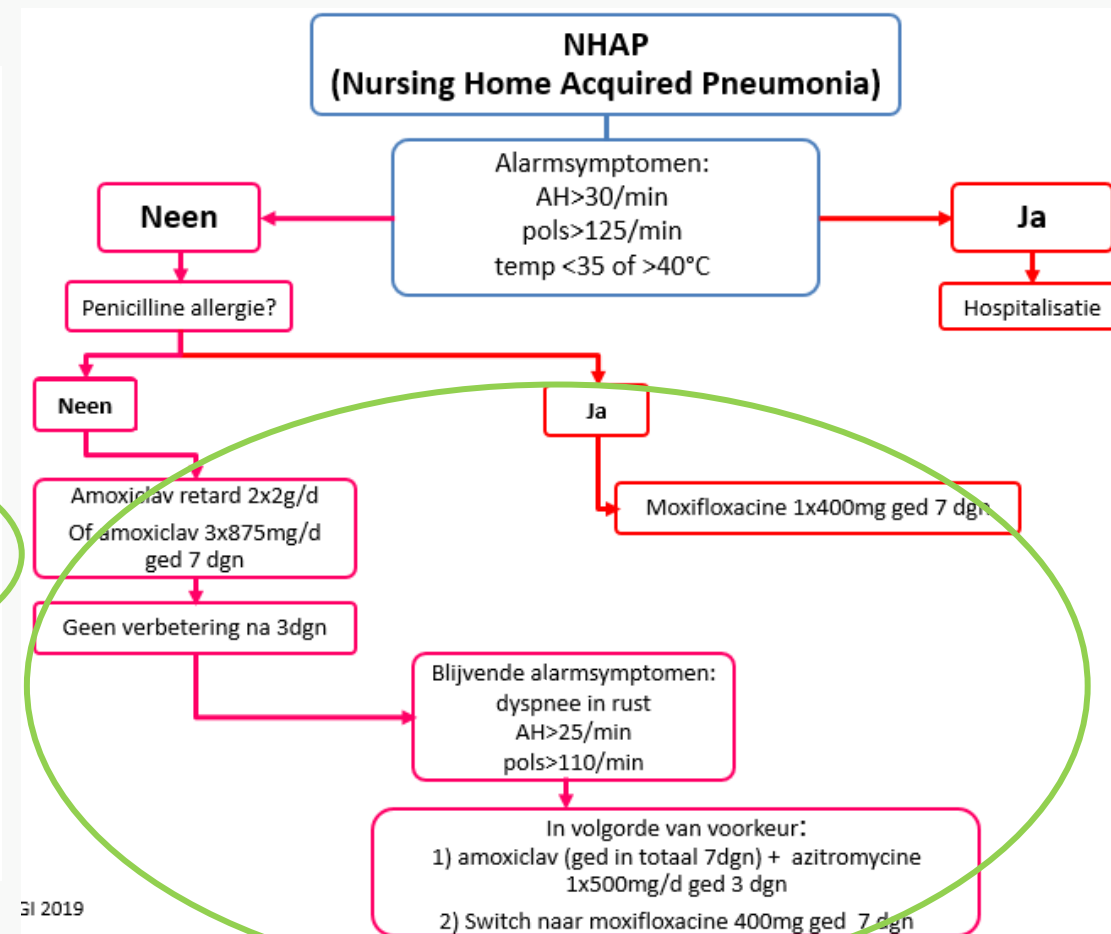 NHAP
(Nursing Home Acquired Pneumonia)
Alarmsymptomen:
AH>30/min
pols>125/min
temp <35 of >40°C
Neen
Ja
Penicilline allergie?
Hospitalisatie
Neen
Ja
Amoxiclav retard 2x2g/d
Of amoxiclav 3x875mg/d
ged 7 dgn
Moxifloxacine 1x400mg ged 7 dgn
Geen verbetering na 3dgn
Blijvende alarmsymptomen:
dyspnee in rust
AH>25/min
pols>110/min
In volgorde van voorkeur:
1) amoxiclav (ged in totaal 7dgn) + azitromycine
1x500mg/d ged 3 dgn
2) Switch naar moxifloxacine 400mg ged 7 dgn
GI 2019